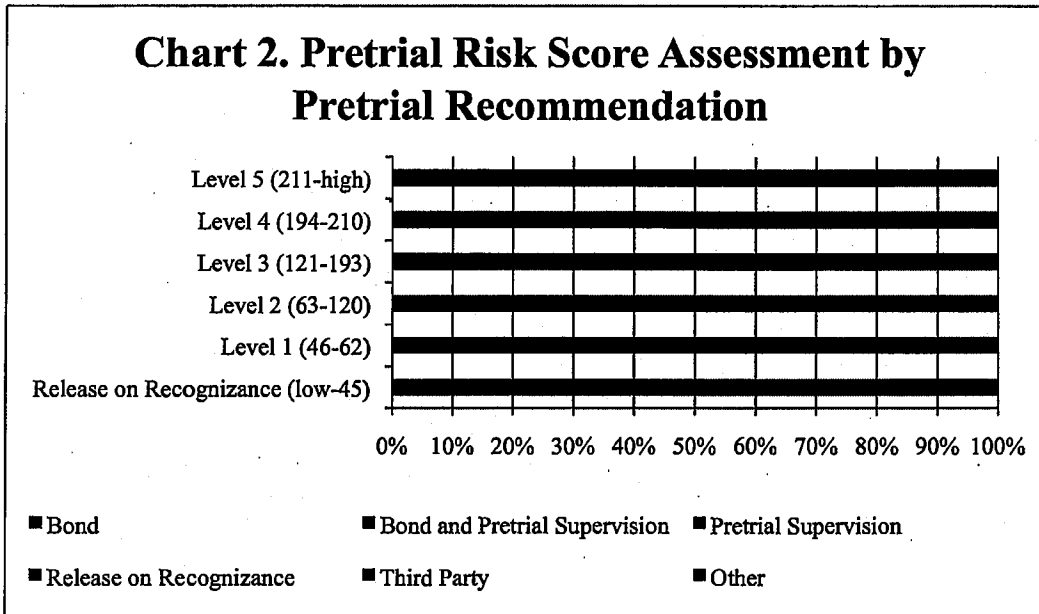 Chart 2. Pretrial Risk Score Assessment by
Pretrial Recommendation
Level 5 (211-high)
Level 4 (194-210)
Level 3 (121-193)
Level 2 (63-120)
Level 1 (46-62)
Release on Recognizance (low-45)
0% 10% 20% 30% 40% 50% 60% 70% 80% 90% 100%
Bond Bond and Pretrial Supervision Pretrial Supervision
Release on Recognizance Third Party Other